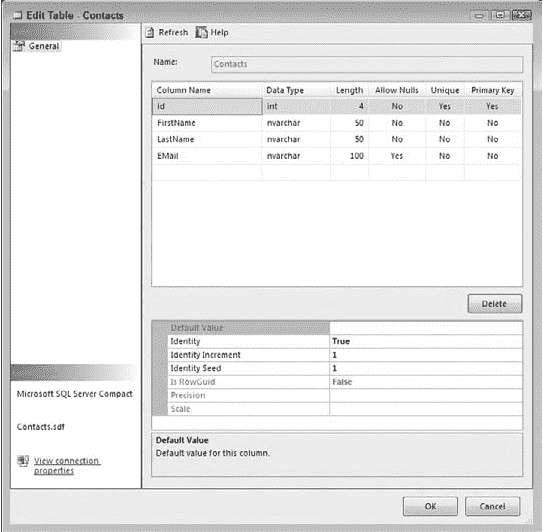 Edit Table - Contacts
General
Refresh Help
Name: Contacts
Column Name Data Type Length Allow Nulls Unique Primary Key
id int 4 No Yes Yes
FirstName nvarchar 50 No No No
LastName nvarchar 50 No No No
EMail nvarchar 100 Yes No No
Delete
Default Value
Identity True
Identity Increment 1
Identity Seed 1
Is RowGuid False
Precision
Scale
Default Value
Default value for this column.
Microsoft SQL Server Compact
Contacts.sdf
View connection
properties
OK Cancel